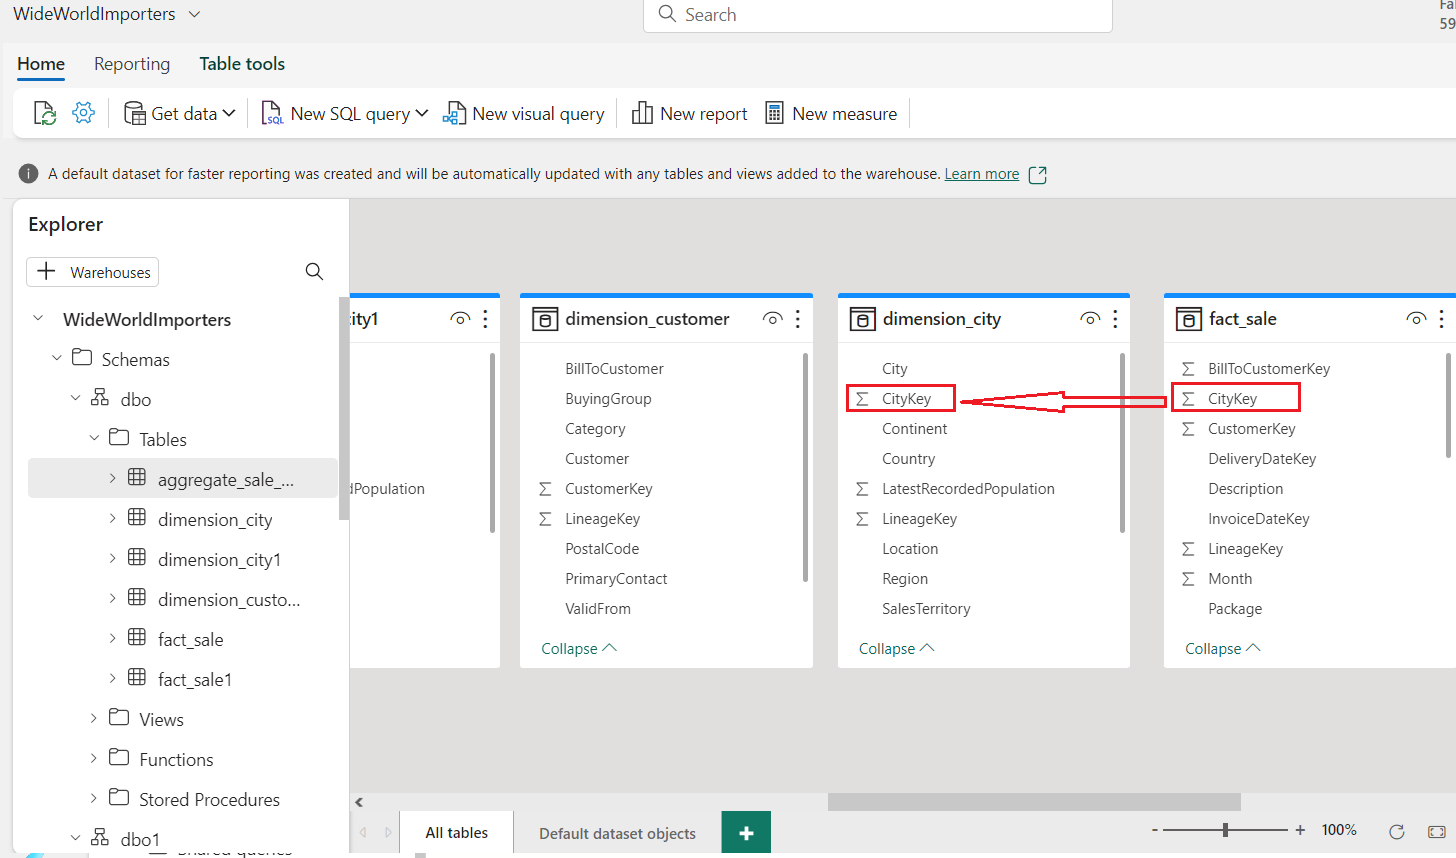 WideWorldImporters
Search
Fa
59
Home Reporting Table tools
Get data New SQL query New visual query New report New measure
A default dataset for faster reporting was created and will be automatically updated with any tables and views added to the warehouse. Learn more
Explorer
Warehouses
WideWorldImporters
Schemas
dbo
Tables
aggregate_sale_...
dimension_city
dimension_city1
dimension_custo...
fact_sale
fact_sale1
Views
Functions
Stored Procedures
dbo1
Shared queries
city1
dPopulation
dimension_customer
BillToCustomer
BuyingGroup
Category
Customer
CustomerKey
LineageKey
PostalCode
PrimaryContact
ValidFrom
Collapse
dimension_city
City
CityKey
Continent
Country
LatestRecordedPopulation
LineageKey
Location
Region
SalesTerritory
Collapse
fact_sale
BillToCustomerKey
CityKey
CustomerKey
DeliveryDateKey
Description
InvoiceDateKey
LineageKey
Month
Package
Collapse
All tables Default dataset objects
- + 100%